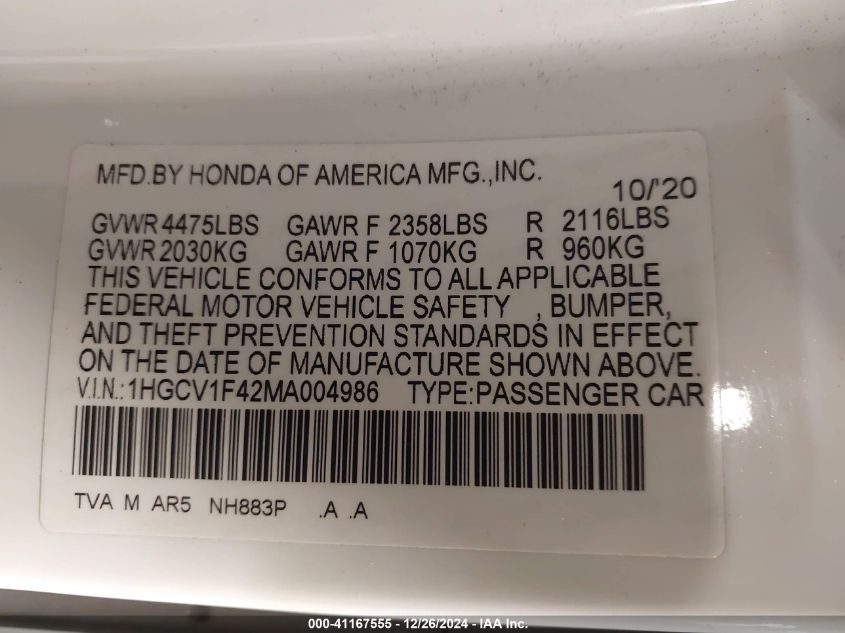 MFD.BY HONDA OF AMERICA MFG.,INC.
10/'20
GVWR 4475LBS GAWR F 2358LBS R 2116LBS
GVWR 2030KG GAWR F 1070KG R 960KG
THIS VEHICLE CONFORMS TO ALL APPLICABLE
FEDERAL MOTOR VEHICLE SAFETY , BUMPER,
AND THEFT PREVENTION STANDARDS IN EFFECT
ON THE DATE OF MANUFACTURE SHOWN ABOVE.
V.I.N.:1HGCV1F42MA004986 TYPE:PASSENGER CAR
TVA M AR5 NH883P .A .A
000-41167555 - 12/26/2024 - IAA Inc.